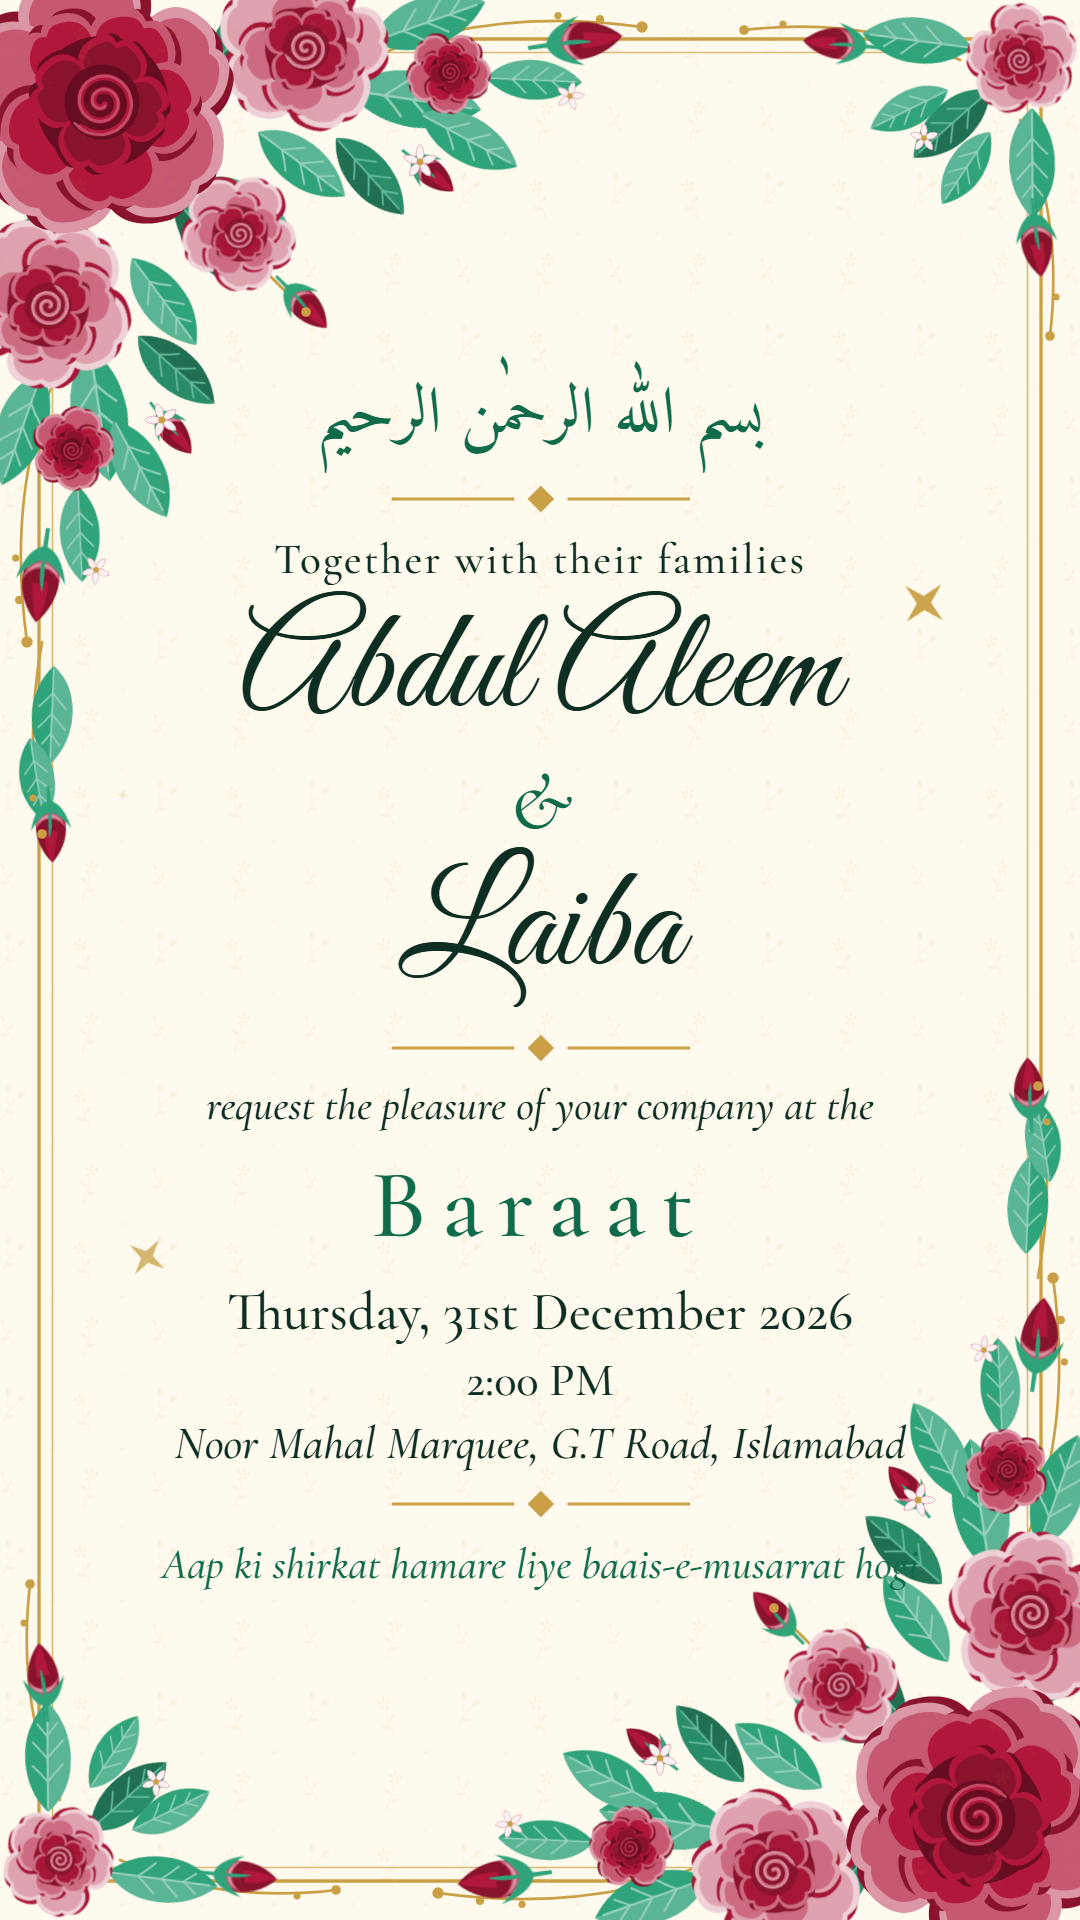 بسم الله الرحمٰن الرحيم
Together with their families
Abdul Aleem
&
Laiba
request the pleasure of your company at the
Baraat
Thursday, 31st December 2026
2:00 PM
Noor Mahal Marquee, G.T Road, Islamabad
Aap ki shirkat hamare liye baais-e-musarrat hogi